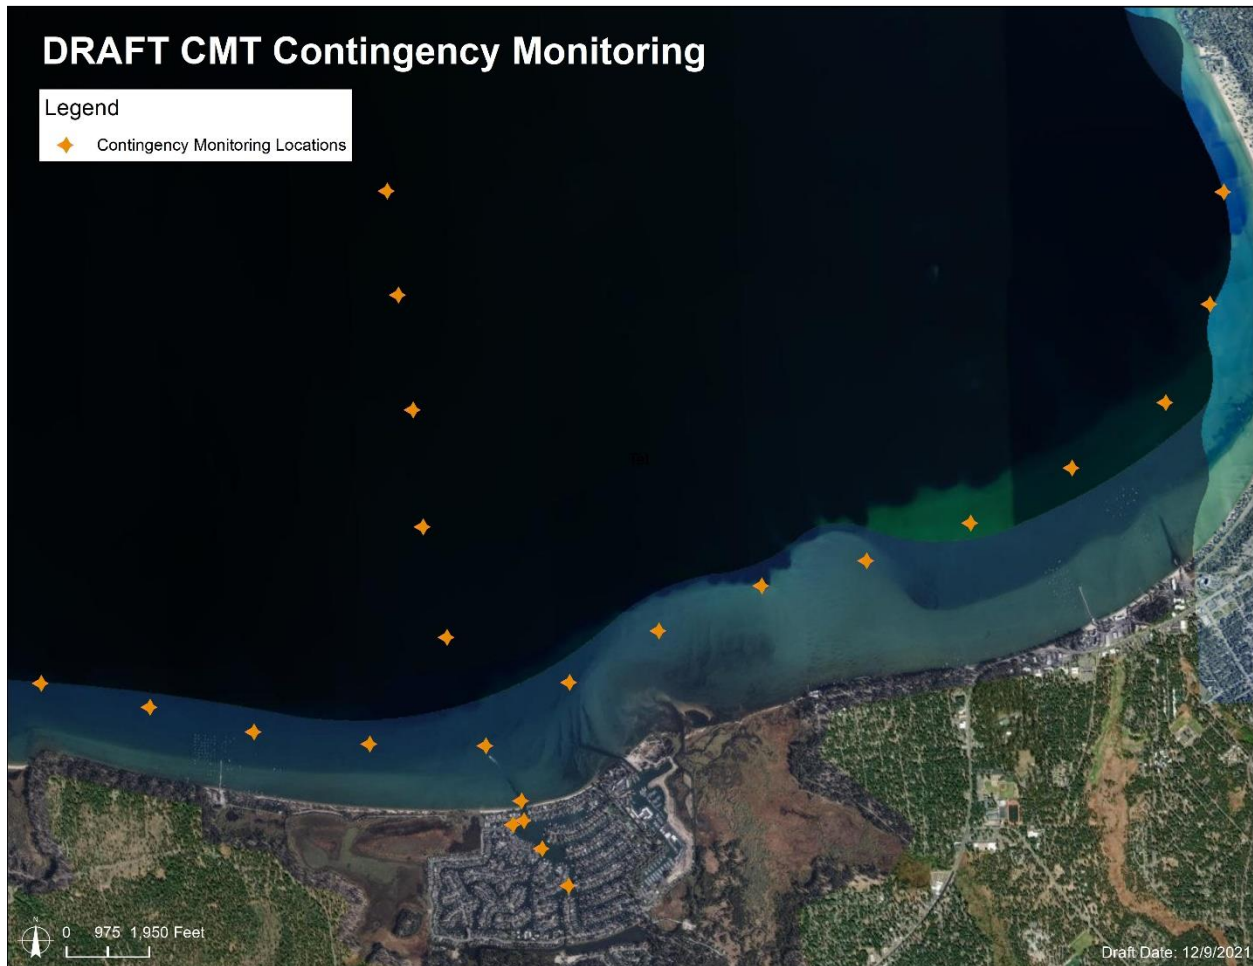 DRAFT CMT Contingency Monitoring
Legend
Contingency Monitoring Locations
N
0 975 1,950 Feet
Draft Date: 12/9/2021